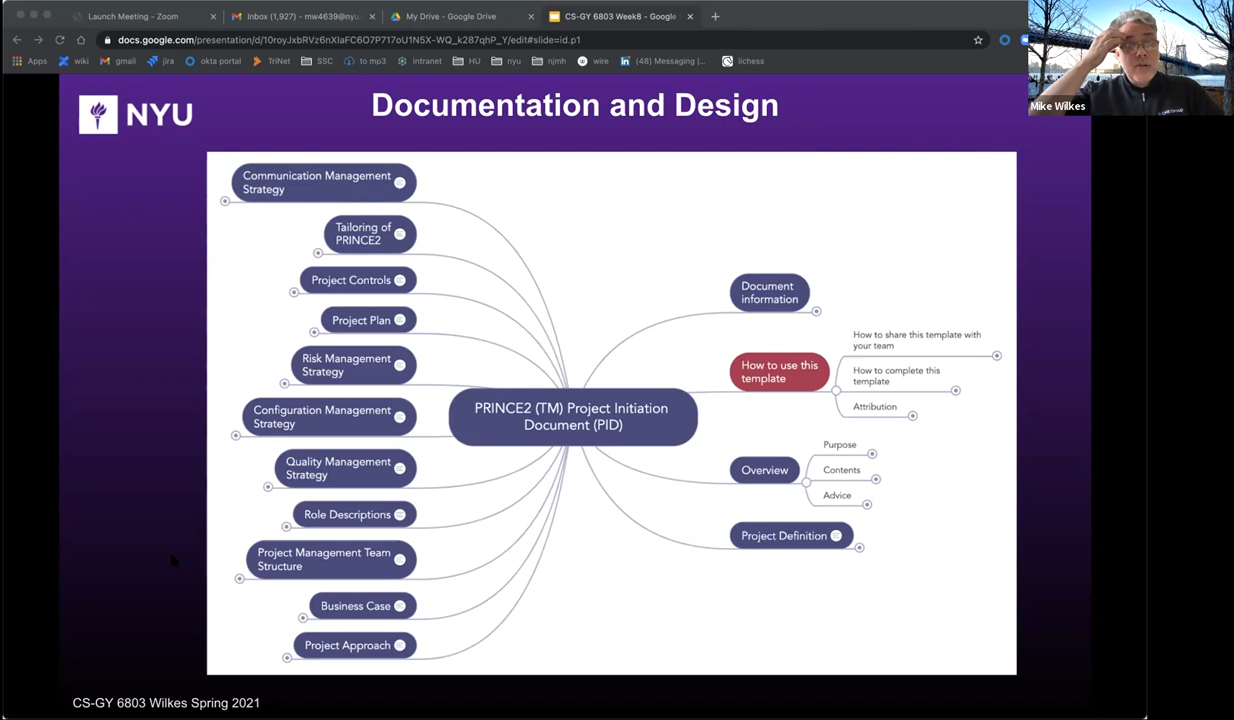 Launch Meeting - Zoom
Inbox (1,927) - mw4639@nyu
My Drive - Google Drive
CS-GY 6803 Week8 - Google
docs.google.com/presentation/d/10royJxbRVz6nXlaFC6O7P717oU1N5X-WQ_k287qhP_Y/edit#slide=id.p1
Apps
wiki
gmail
jira
okta portal
TriNet
SSC
to mp3
intranet
HU
nyu
njmh
wire
(48) Messaging |...
lichess
Mike Wilkes
NYU
Documentation and Design
Communication Management
Strategy
Tailoring of
PRINCE2
Project Controls
Project Plan
Risk Management
Strategy
Configuration Management
Strategy
Quality Management
Strategy
Role Descriptions
Project Management Team
Structure
Business Case
Project Approach
PRINCE2 (TM) Project Initiation
Document (PID)
Document
information
How to use this
template
How to share this template with
your team
How to complete this
template
Attribution
Overview
Purpose
Contents
Advice
Project Definition
CS-GY 6803 Wilkes Spring 2021